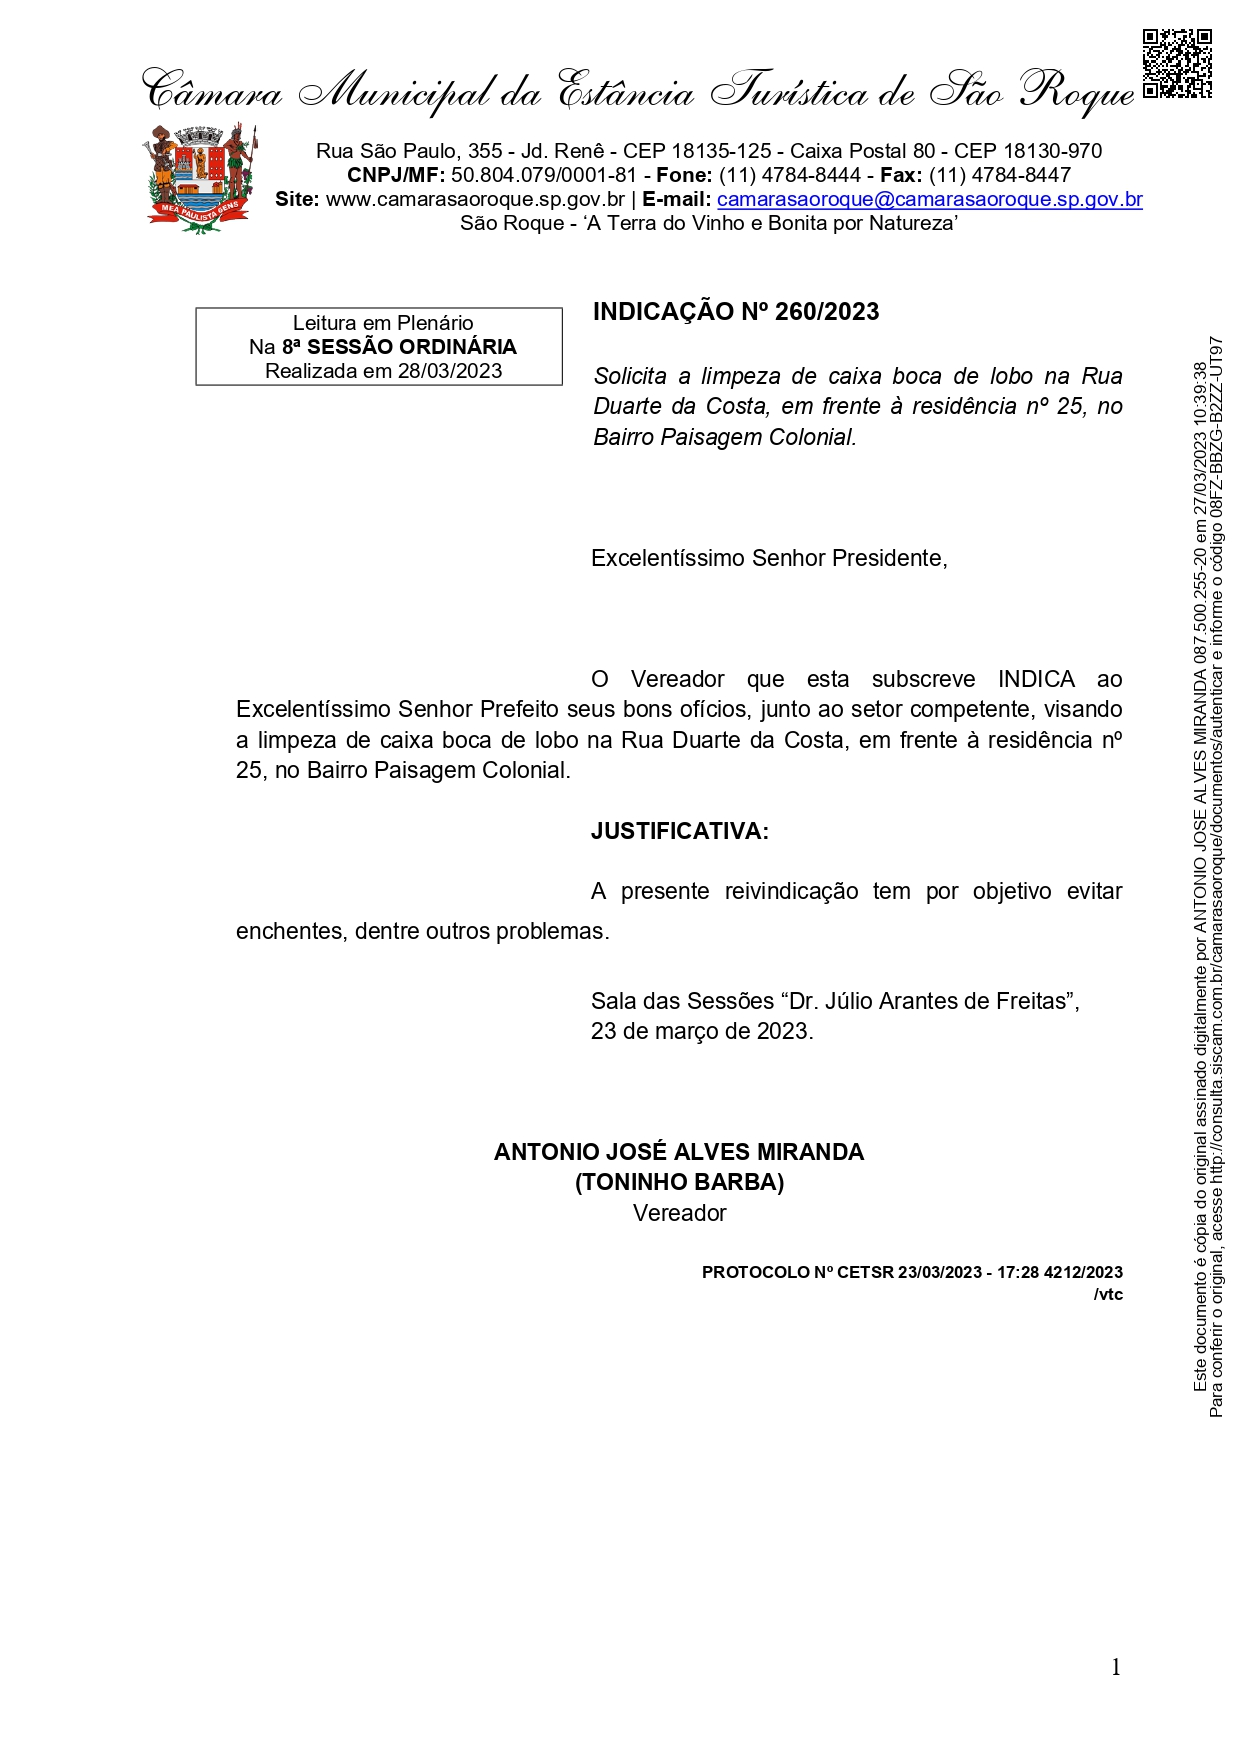 Câmara Municipal da Estância Turística de São Roque
Rua São Paulo, 355 - Jd. Renê - CEP 18135-125 - Caixa Postal 80 - CEP 18130-970
CNPJ/MF: 50.804.079/0001-81 - Fone: (11) 4784-8444 - Fax: (11) 4784-8447
Site: www.camarasaoroque.sp.gov.br | E-mail: camarasaoroque@camarasaoroque.sp.gov.br
São Roque - ‘A Terra do Vinho e Bonita por Natureza’
MEA PAULISTA GENS
Leitura em Plenário
Na 8ª SESSÃO ORDINÁRIA
Realizada em 28/03/2023
INDICAÇÃO Nº 260/2023
Solicita a limpeza de caixa boca de lobo na Rua
Duarte da Costa, em frente à residência nº 25, no
Bairro Paisagem Colonial.
Excelentíssimo Senhor Presidente,
O Vereador que esta subscreve INDICA ao
Excelentíssimo Senhor Prefeito seus bons ofícios, junto ao setor competente, visando
a limpeza de caixa boca de lobo na Rua Duarte da Costa, em frente à residência nº
25, no Bairro Paisagem Colonial.
JUSTIFICATIVA:
A presente reivindicação tem por objetivo evitar
enchentes, dentre outros problemas.
Sala das Sessões “Dr. Júlio Arantes de Freitas”,
23 de março de 2023.
ANTONIO JOSÉ ALVES MIRANDA
(TONINHO BARBA)
Vereador
PROTOCOLO Nº CETSR 23/03/2023 - 17:28 4212/2023
/vtc
1
Este documento é cópia do original assinado digitalmente por ANTONIO JOSE ALVES MIRANDA 087.500.255-20 em 27/03/2023 10:39:38
Para conferir o original, acesse http://consulta.siscam.com.br/camarasaoroque/documentos/autenticar e informe o código 08FZ-BBZG-B2ZZ-UT97